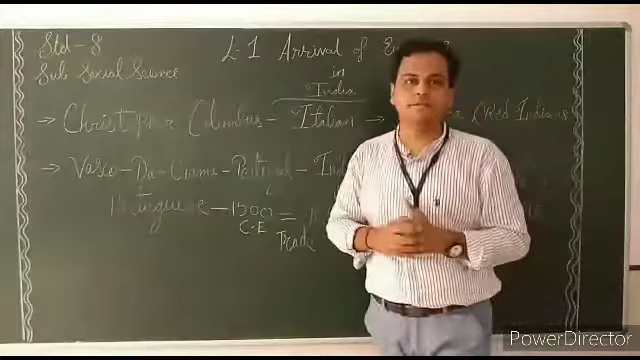 Std-8
L-1 Arrival of
in
India
Sub Social Science
→ Christopher Columbus - Italian → (Red Indians
→ Vasco-Da-Gama - Portugal - Ind
Portuguese - 1500 =
C.E
Trade
PowerDirector